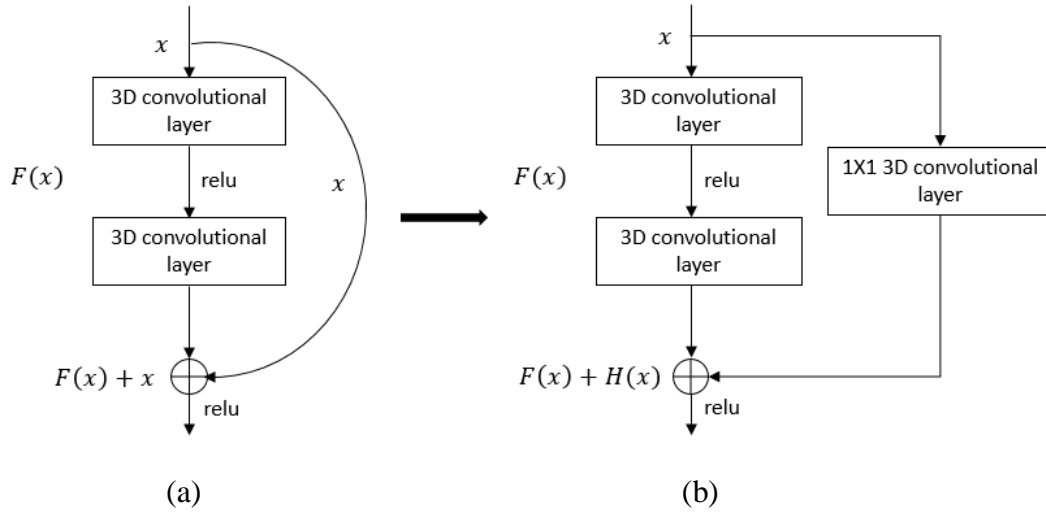 x
3D convolutional
layer
F(x)
relu
x
3D convolutional
layer
F(x) + x
relu
(a)
x
3D convolutional
layer
F(x)
relu
1X1 3D convolutional
layer
3D convolutional
layer
F(x) + H(x)
relu
(b)